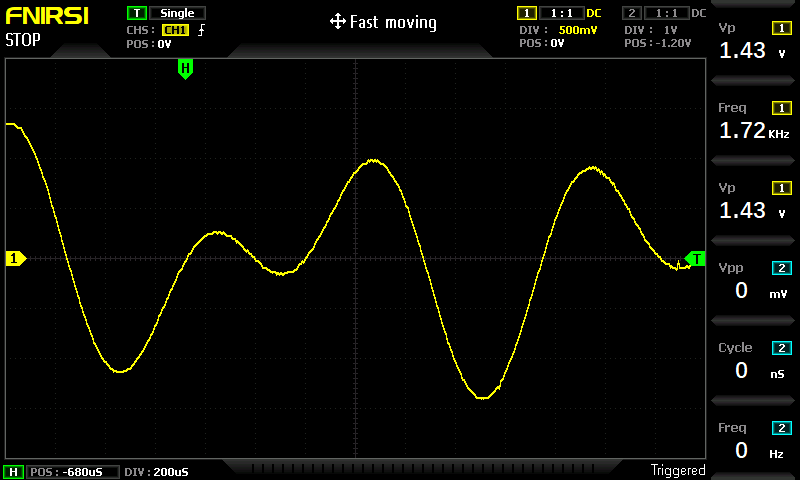 FNIRSI
STOP
T Single
CHS: CH1
POS: 0V
Fast moving
1 1:1 DC
DIV: 500mV
POS: 0V
2 1:1 DC
DIV: 1V
POS: -1.20V
H
1
T
Vp 1
1.43 V
Freq 1
1.72 KHz
Vp 1
1.43 V
Vpp 2
0 mV
Cycle 2
0 nS
Freq 2
0 Hz
H POS: -680uS DIV: 200uS
Triggered